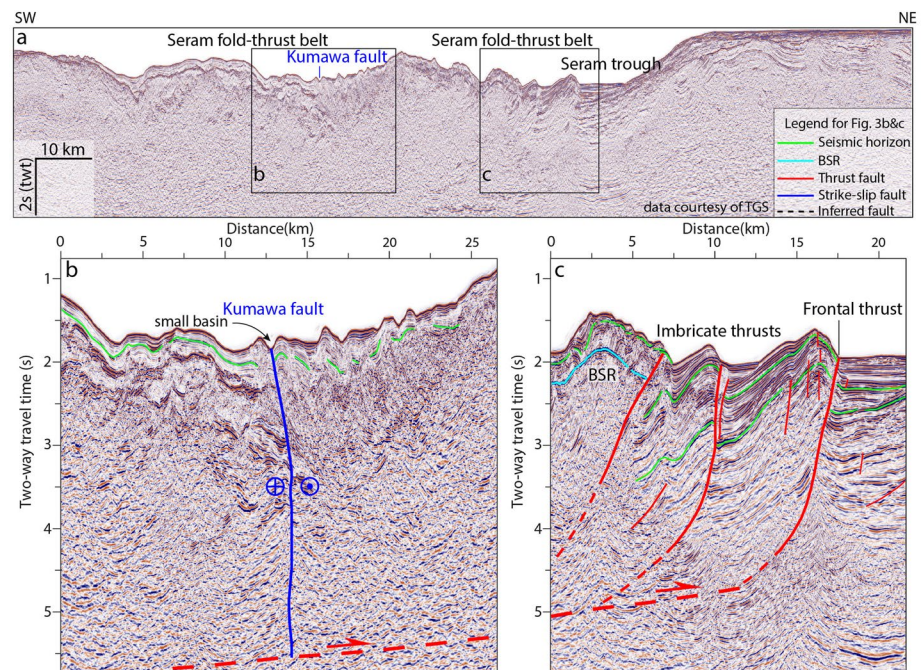 SW
NE
a
Seram fold-thrust belt
Seram fold-thrust belt
Kumawa fault
Seram trough
10 km
2s (twt)
b
c
Legend for Fig. 3b&c
Seismic horizon
BSR
Thrust fault
Strike-slip fault
Inferred fault
data courtesy of TGS
Distance(km)
0 5 10 15 20 25
b
Kumawa fault
small basin
Two-way travel time (s)
1
2
3
4
5
Distance(km)
0 5 10 15 20
c
Frontal thrust
Imbricate thrusts
BSR
Two-way travel time (s)
1
2
3
4
5